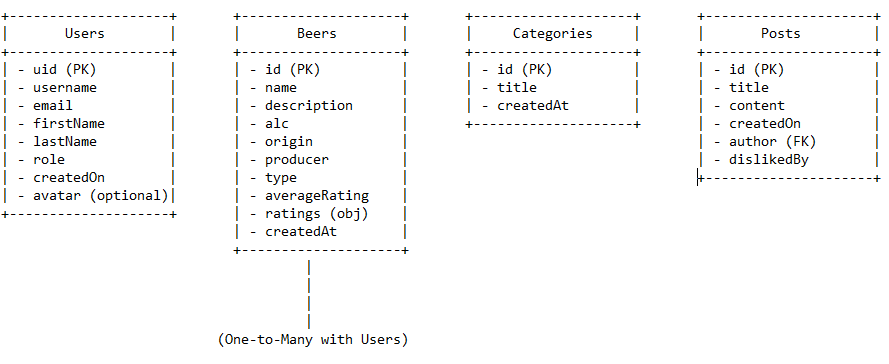 Users Beers Categories Posts
- uid (PK) - id (PK) - id (PK) - id (PK)
- username - name - title - title
- email - description - createdAt - content
- firstName - alc - createdOn
- lastName - origin - author (FK)
- role - producer - dislikedBy
- createdOn - type
- avatar (optional) - averageRating
- ratings (obj)
- createdAt
(One-to-Many with Users)